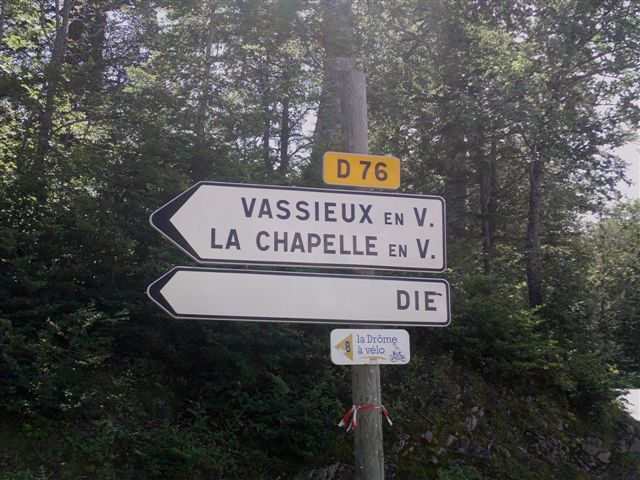 D 76
VASSIEUX EN V.
LA CHAPELLE EN V.
DIE
B
la Drôme
à vélo